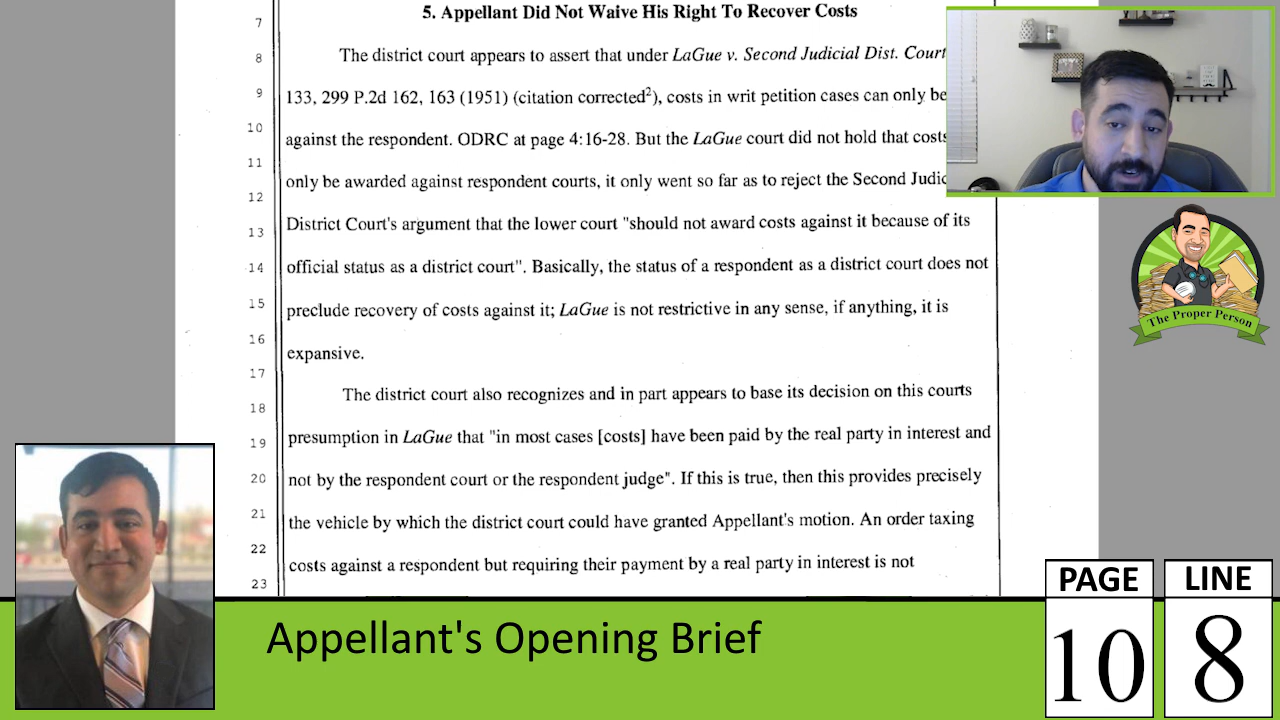 7
5. Appellant Did Not Waive His Right To Recover Costs
8
The district court appears to assert that under LaGue v. Second Judicial Dist. Court
9
133, 299 P.2d 162, 163 (1951) (citation corrected²), costs in writ petition cases can only be
10
against the respondent. ODRC at page 4:16-28. But the LaGue court did not hold that costs
11
only be awarded against respondent courts, it only went so far as to reject the Second
12
District Court's argument that the lower court "should not award costs against it because of its
13
official status as a district court". Basically, the status of a respondent as a district court does not
14
preclude recovery of costs against it; LaGue is not restrictive in any sense, if anything, it is
15
expansive.
16
17
The district court also recognizes and in part appears to base its decision on this courts
18
presumption in LaGue that "in most cases [costs] have been paid by the real party in interest and
19
not by the respondent court or the respondent judge". If this is true, then this provides precisely
20
the vehicle by which the district court could have granted Appellant's motion. An order taxing
21
costs against a respondent but requiring their payment by a real party in interest is not
22
23
The Proper Person
Appellant's Opening Brief
PAGE
10
LINE
8